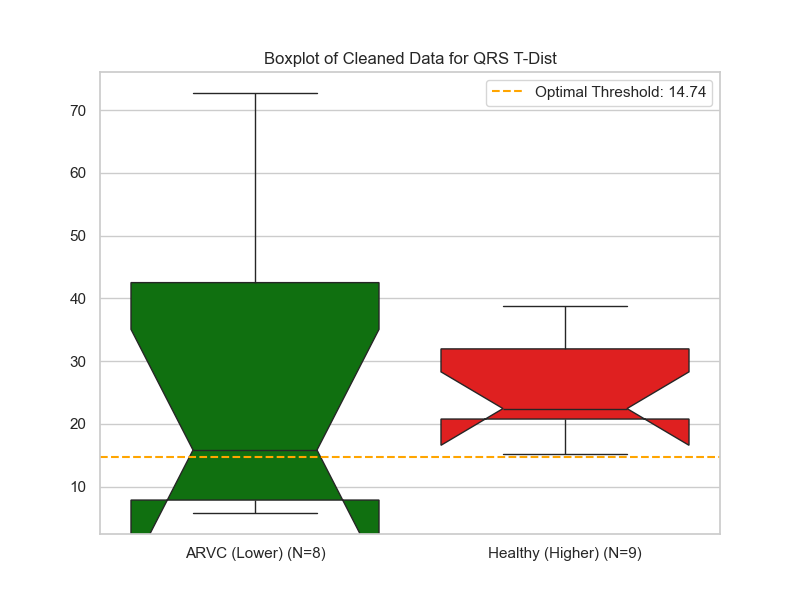 Boxplot of Cleaned Data for QRS T-Dist
Optimal Threshold: 14.74
70
60
50
40
30
20
10
ARVC (Lower) (N=8)
Healthy (Higher) (N=9)